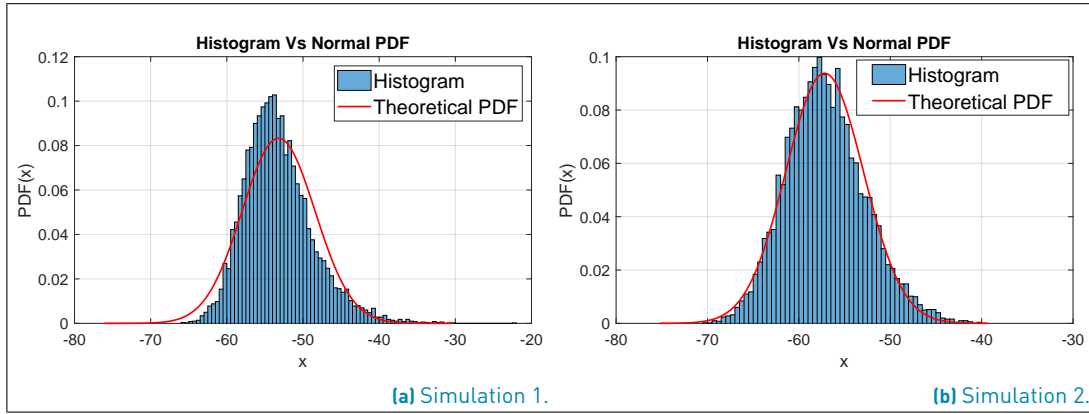 Histogram Vs Normal PDF
0.12
0.1
0.08
0.06
0.04
0.02
0
PDF(x)
Histogram
Theoretical PDF
-80 -70 -60 -50 -40 -30 -20
x
(a) Simulation 1.
Histogram Vs Normal PDF
0.1
0.08
0.06
0.04
0.02
0
PDF(x)
Histogram
Theoretical PDF
-80 -70 -60 -50 -40 -30
x
(b) Simulation 2.